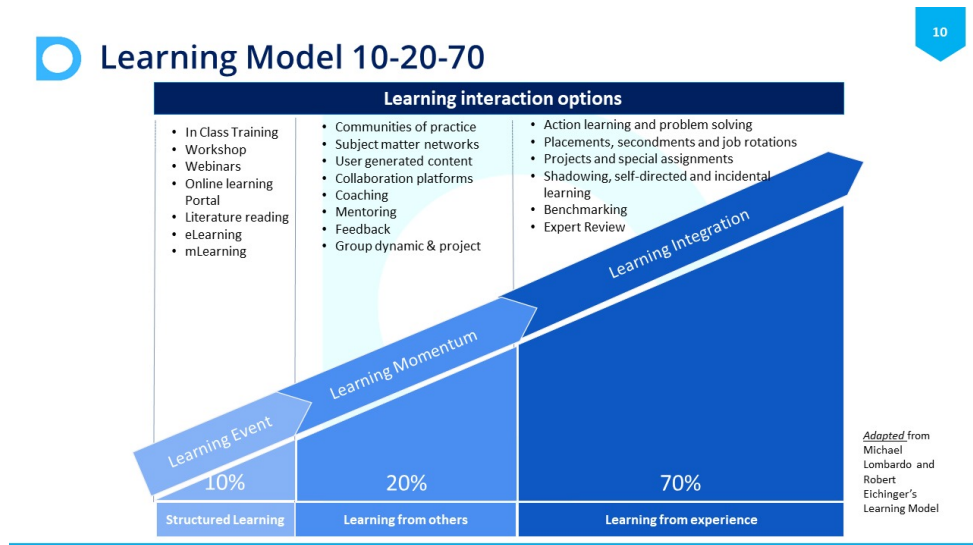 10
Learning Model 10-20-70
Learning interaction options
• In Class Training
• Workshop
• Webinars
• Online learning
Portal
• Literature reading
• eLearning
• mLearning
• Communities of practice
• Subject matter networks
• User generated content
• Collaboration platforms
• Coaching
• Mentoring
• Feedback
• Group dynamic & project
• Action learning and problem solving
• Placements, secondments and job rotations
• Projects and special assignments
• Shadowing, self-directed and incidental
learning
• Benchmarking
• Expert Review
Learning Event
Learning Momentum
Learning Integration
10%
20%
70%
Structured Learning
Learning from others
Learning from experience
Adapted from
Michael
Lombardo and
Robert
Eichinger’s
Learning Model